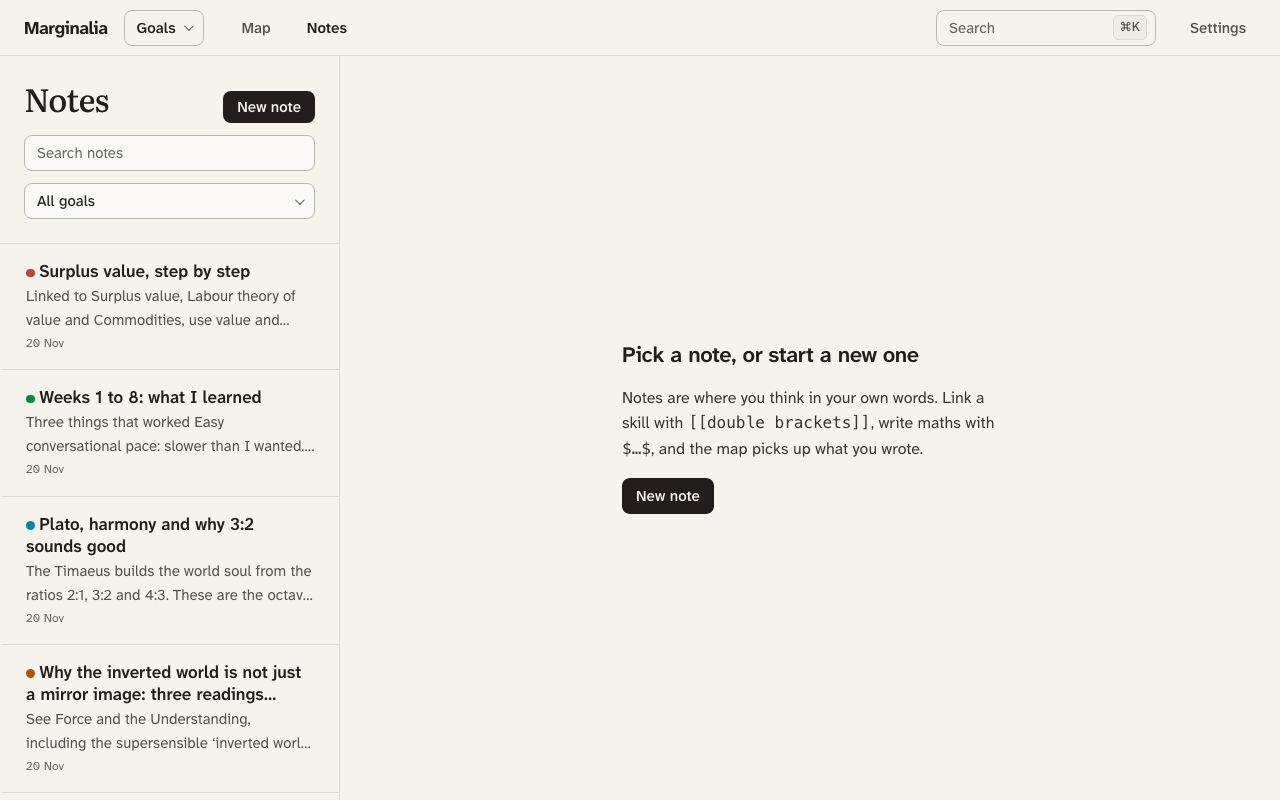 Marginalia
Goals
Map
Notes
Search
⌘K
Settings
Notes
New note
Search notes
All goals
Surplus value, step by step
Linked to Surplus value, Labour theory of
value and Commodities, use value and…
20 Nov
Weeks 1 to 8: what I learned
Three things that worked Easy
conversational pace: slower than I wanted.…
20 Nov
Plato, harmony and why 3:2
sounds good
The Timaeus builds the world soul from the
ratios 2:1, 3:2 and 4:3. These are the octav…
20 Nov
Why the inverted world is not just
a mirror image: three readings…
See Force and the Understanding,
including the supersensible ‘inverted worl…
20 Nov
Pick a note, or start a new one
Notes are where you think in your own words. Link a
skill with [[double brackets]], write maths with
$…$, and the map picks up what you wrote.
New note